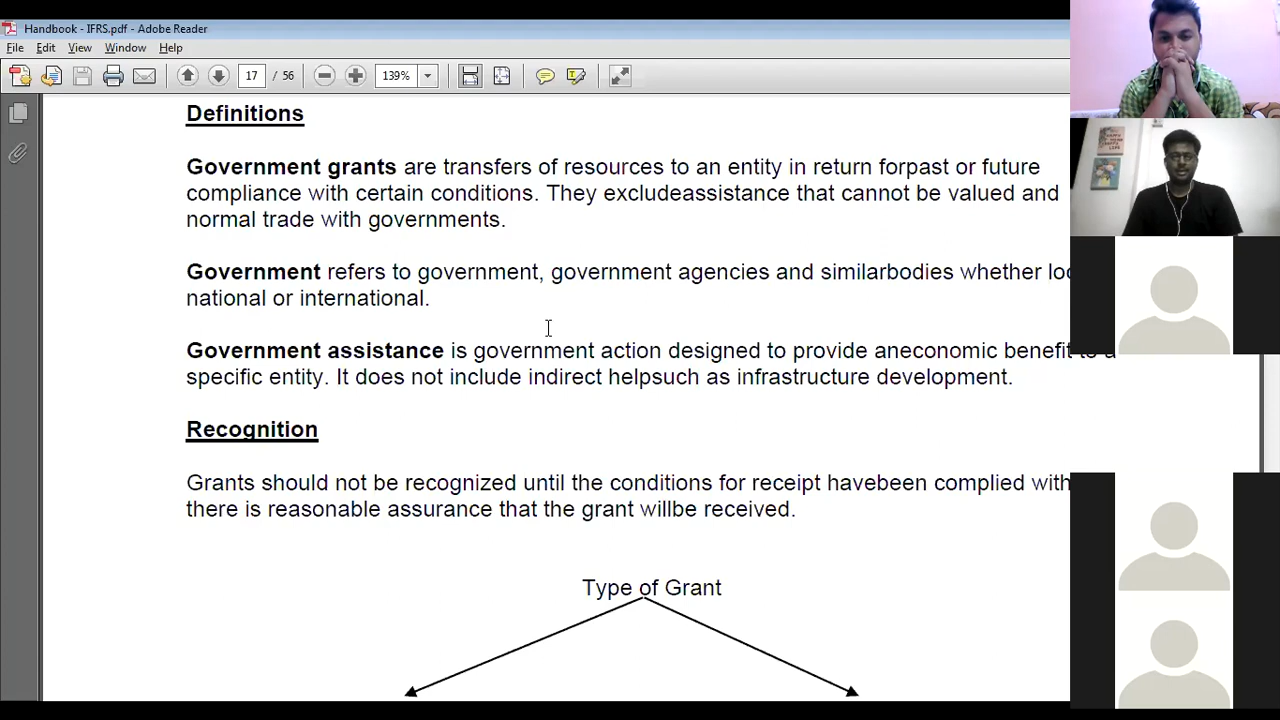 Handbook - IFRS.pdf - Adobe Reader
File Edit View Window Help
17 / 56 139%
Definitions
Government grants are transfers of resources to an entity in return forpast or future
compliance with certain conditions. They excludeassistance that cannot be valued and
normal trade with governments.
Government refers to government, government agencies and similarbodies whether
national or international.
Government assistance is government action designed to provide aneconomic benefit
specific entity. It does not include indirect helpsuch as infrastructure development.
Recognition
Grants should not be recognized until the conditions for receipt havebeen complied with
there is reasonable assurance that the grant willbe received.
Type of Grant